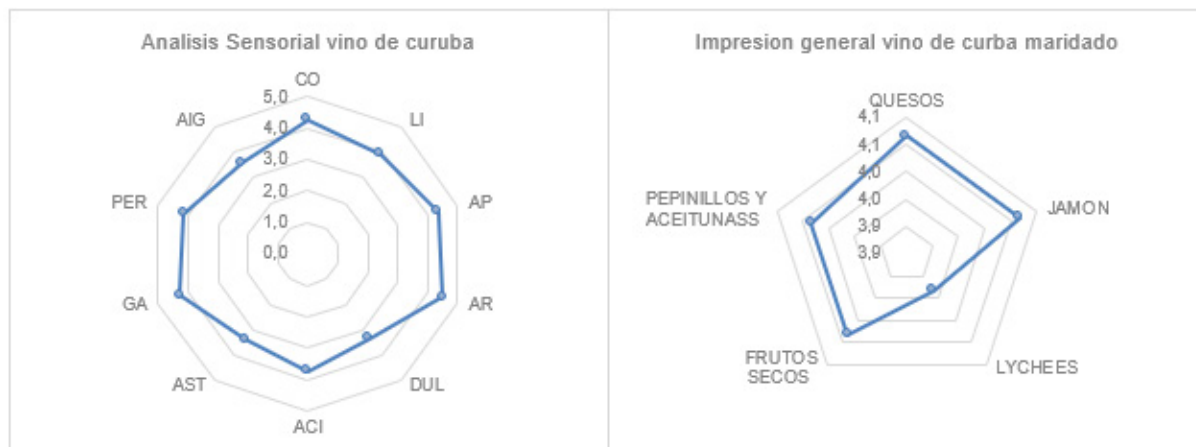 Analisis Sensorial vino de curuba
CO
LI
AP
AR
DUL
ACI
AST
GA
PER
AIG
5,0
4,0
3,0
2,0
1,0
0,0
Impresion general vino de curba maridado
QUESOS
JAMON
LYCHEES
FRUTOS
SECOS
PEPINILLOS Y
ACEITUNASS
4,1
4,1
4,0
4,0
3,9
3,9